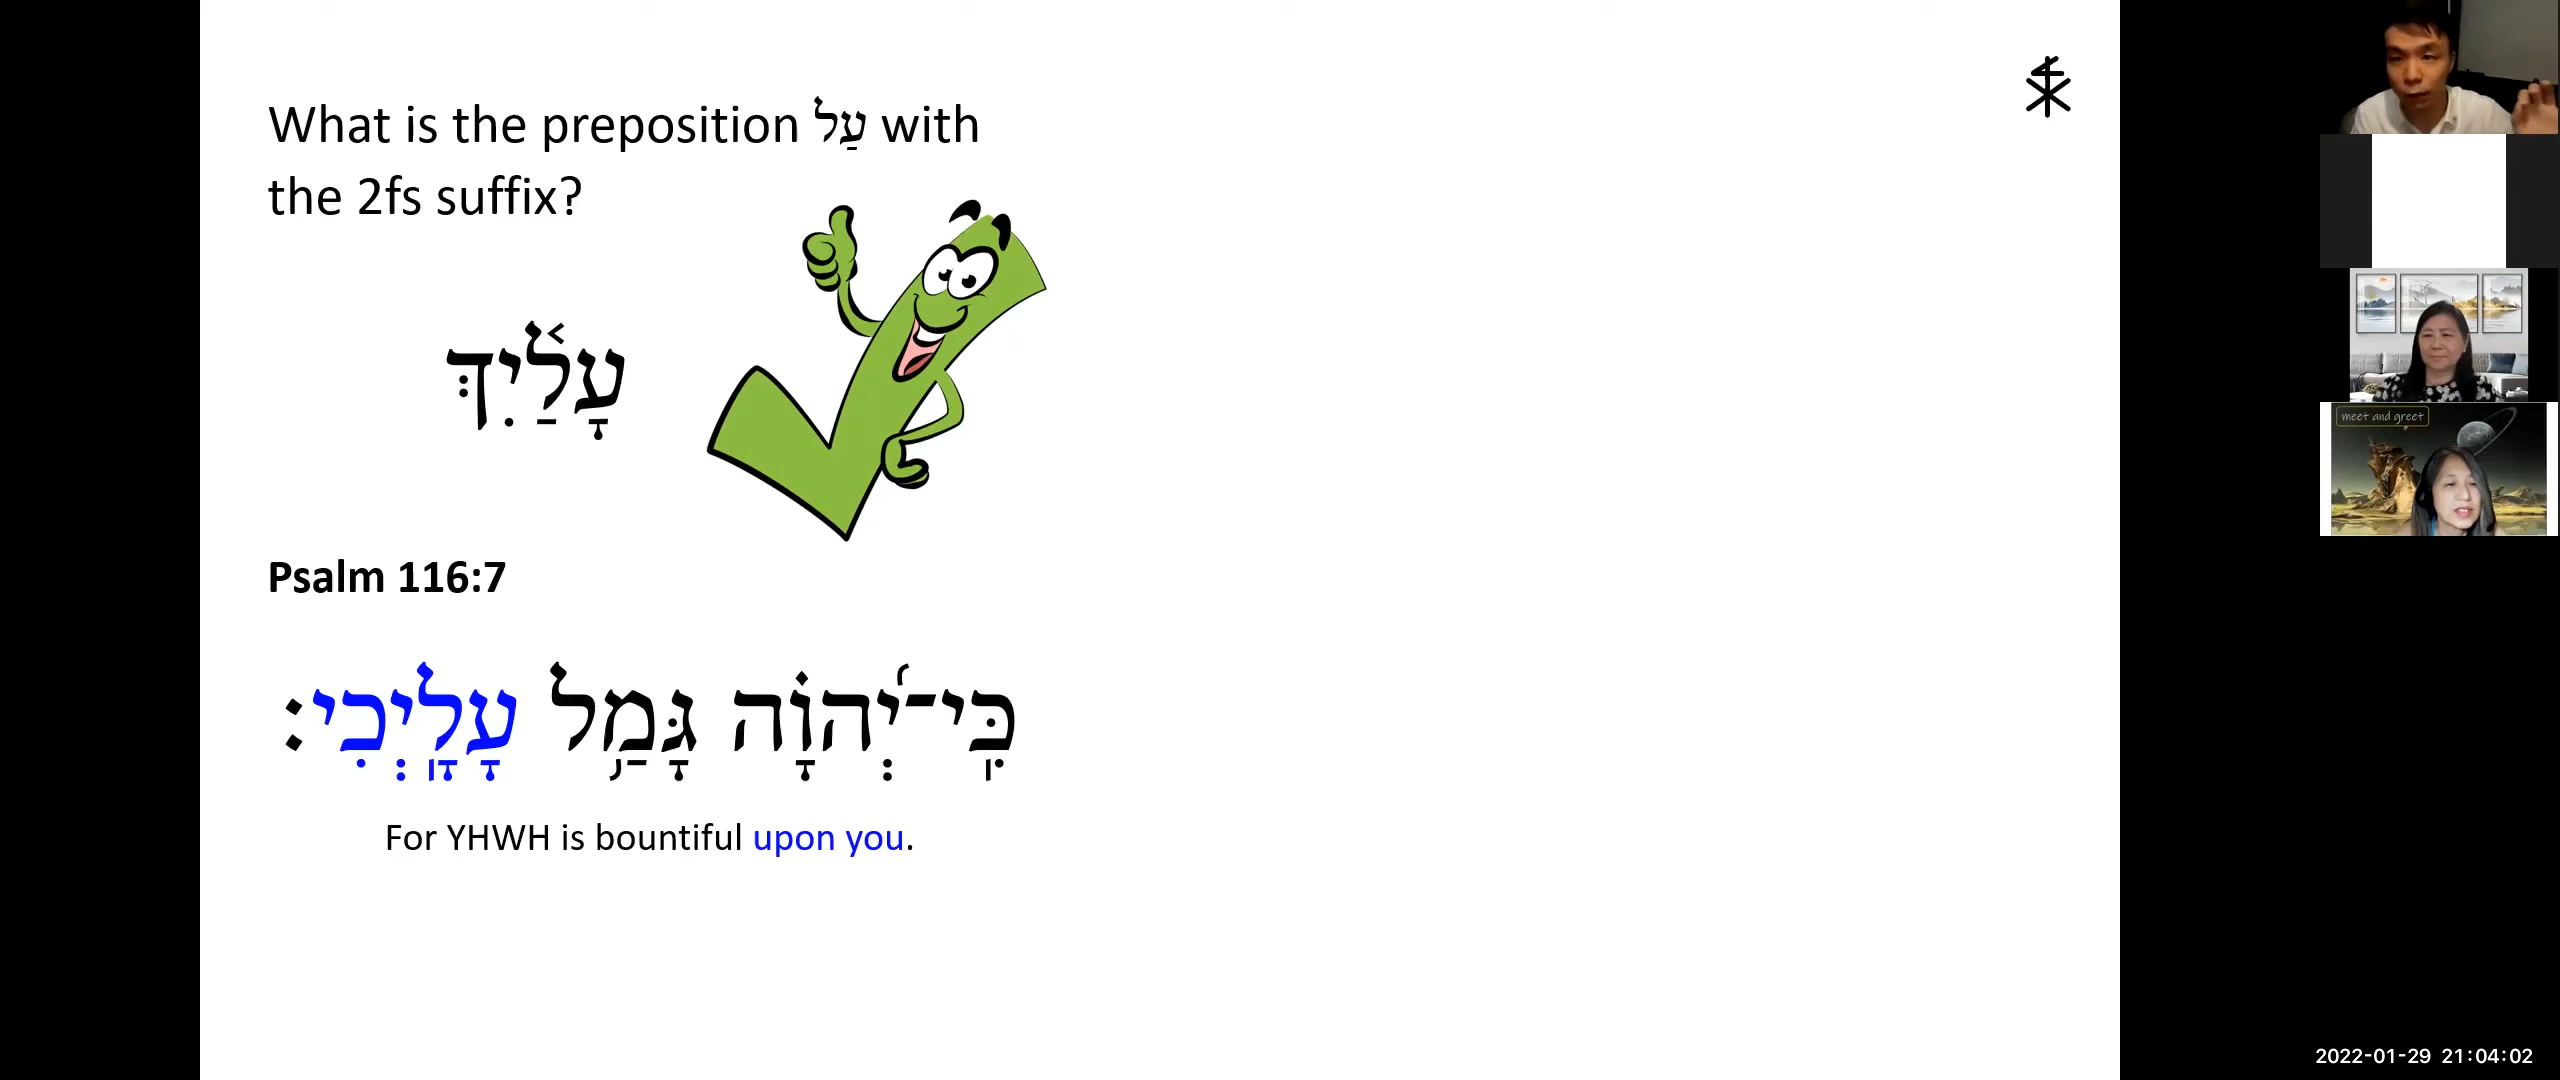 What is the preposition עַל with
the 2fs suffix?
עָלַ֫יִךְ
Psalm 116:7
כִּֽי־יְ֝הוָ֗ה גָּמַ֥ל עָלָֽיְכִי׃
For YHWH is bountiful upon you.
meet and greet
2022-01-29 21:04:02